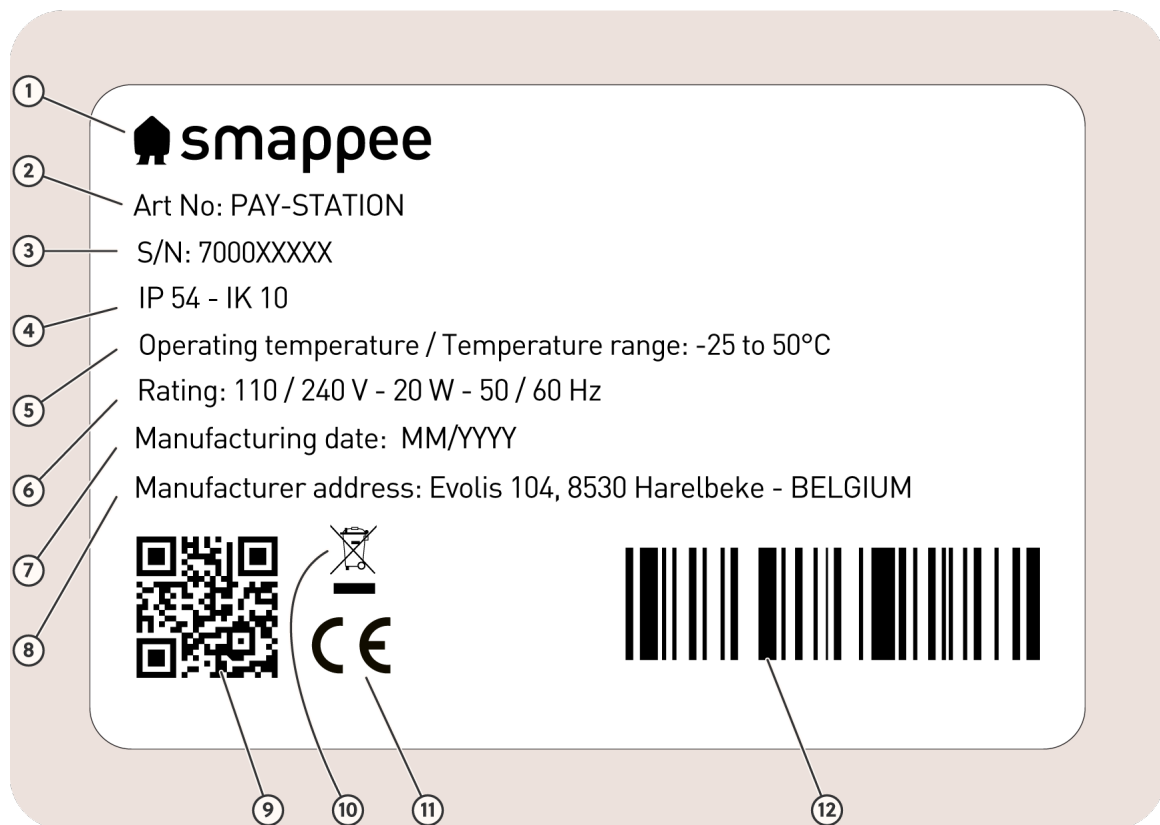 1
smappee
2
Art No: PAY-STATION
3
S/N: 7000XXXXX
4
IP 54 - IK 10
5
Operating temperature / Temperature range: -25 to 50°C
6
Rating: 110 / 240 V - 20 W - 50 / 60 Hz
7
Manufacturing date: MM/YYYY
8
Manufacturer address: Evolis 104, 8530 Harelbeke - BELGIUM
CE
9 10 11 12